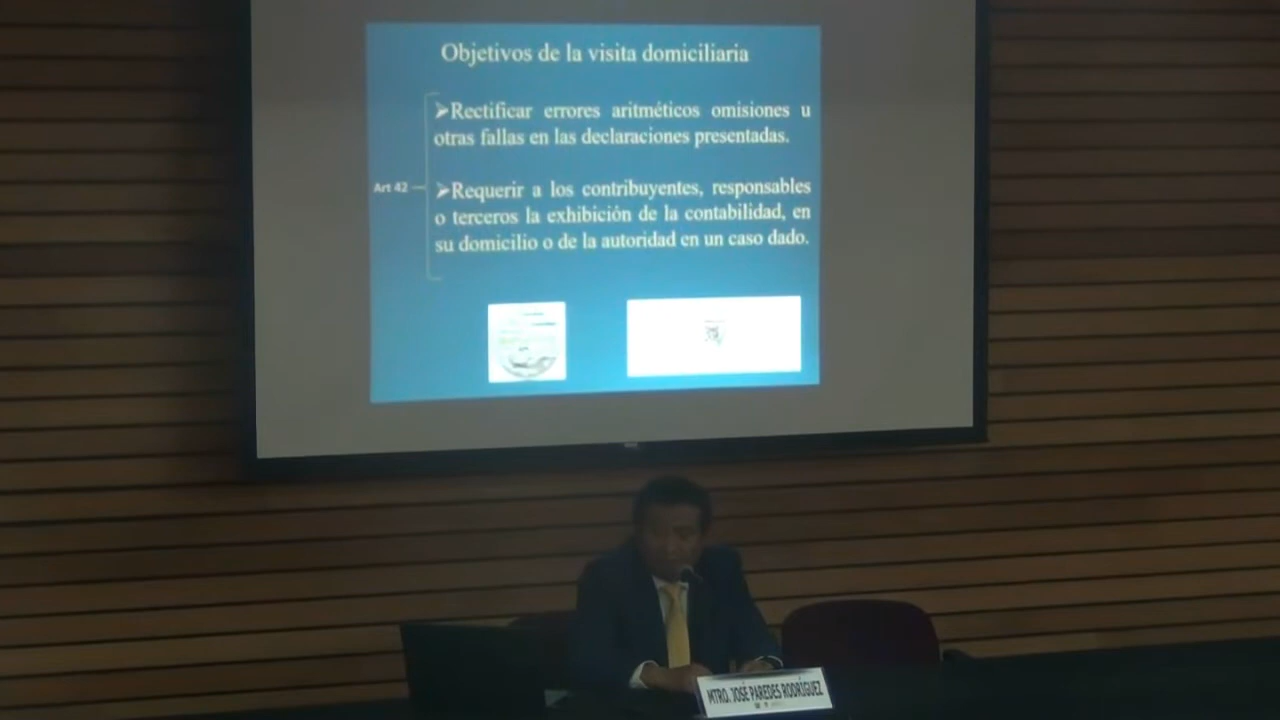 Objetivos de la visita domiciliaria
➢Rectificar errores aritméticos omisiones u
otras fallas en las declaraciones presentadas.
Art 42
➢Requerir a los contribuyentes, responsables
o terceros la exhibición de la contabilidad, en
su domicilio o de la autoridad en un caso dado.
MTRO. JOSÉ PAREDES RODRÍGUEZ